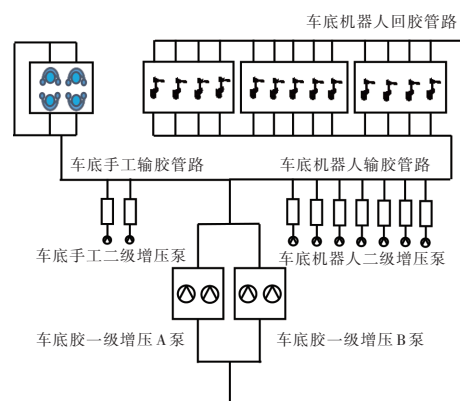 车底机器人回胶管路
车底手工输胶管路
车底机器人输胶管路
车底手工二级增压泵
车底机器人二级增压泵
车底胶一级增压A泵
车底胶一级增压B泵